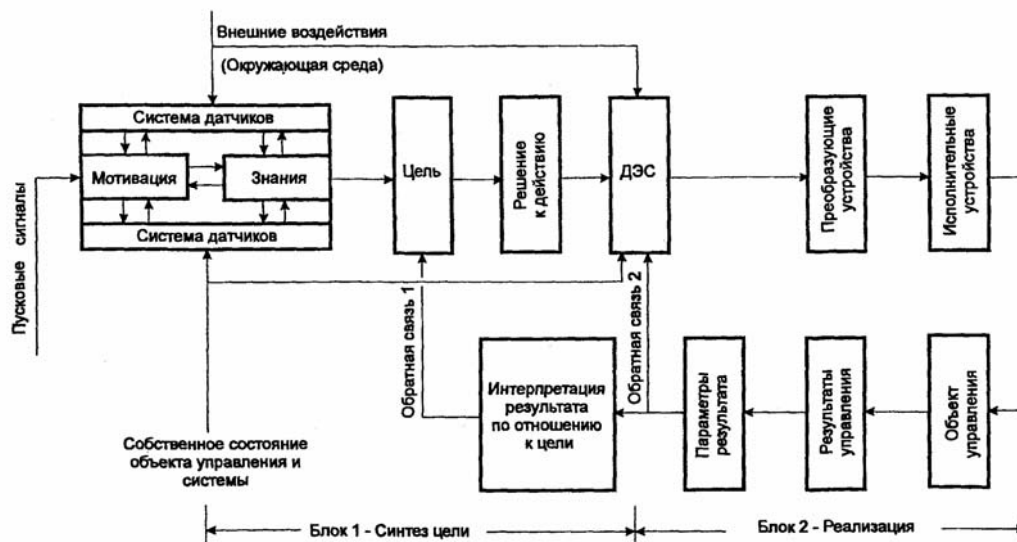 Внешние воздействия
(Окружающая среда)
Система датчиков
Мотивация
Знания
Система датчиков
Пусковые сигналы
Цель
Решение
к действию
ДЭС
Преобразующие
устройства
Исполнительные
устройства
Обратная связь 1
Обратная связь 2
Интерпретация
результата
по отношению
к цели
Параметры
результата
Результаты
управления
Объект
управления
Собственное состояние
объекта управления и
системы
Блок 1 - Синтез цели
Блок 2 - Реализация